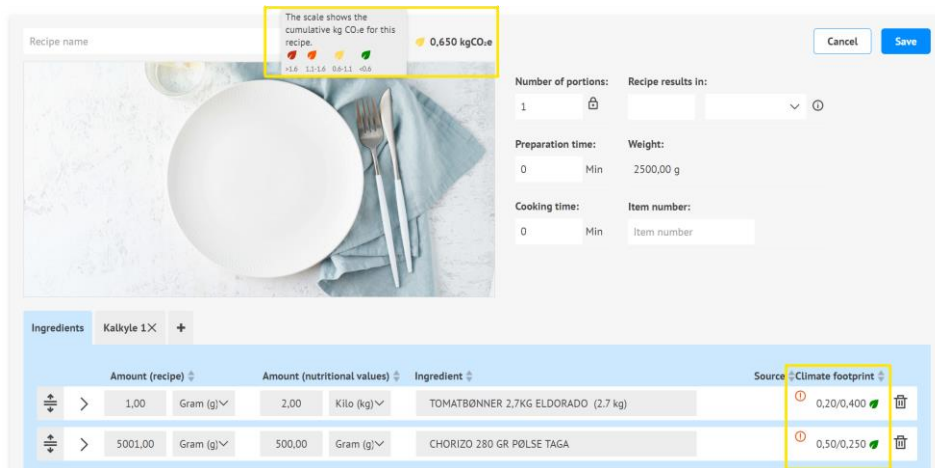 The scale shows the
cumulative kg CO₂e for this
recipe.
>1.6 1.1-1.6 0.6-1.1 <0.6
Recipe name
0,650 kgCO₂e
Cancel
Save
Number of portions:
Recipe results in:
1
Preparation time:
Weight:
0
Min
2500,00 g
Cooking time:
Item number:
0
Min
Item number
Ingredients
Kalkyle 1
Amount (recipe)
Amount (nutritional values)
Ingredient
Source
Climate footprint
1,00
Gram (g)
2,00
Kilo (kg)
TOMATBØNNER 2,7KG ELDORADO (2.7 kg)
0,20/0,400
5001,00
Gram (g)
500,00
Gram (g)
CHORIZO 280 GR PØLSE TAGA
0,50/0,250